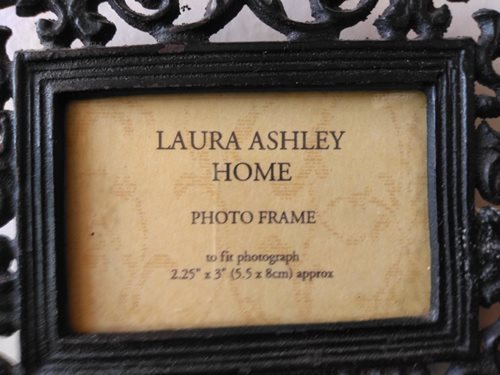 LAURA ASHLEY
HOME
PHOTO FRAME
to fit photograph
2.25" x 3" (5.5 x 8cm) approx